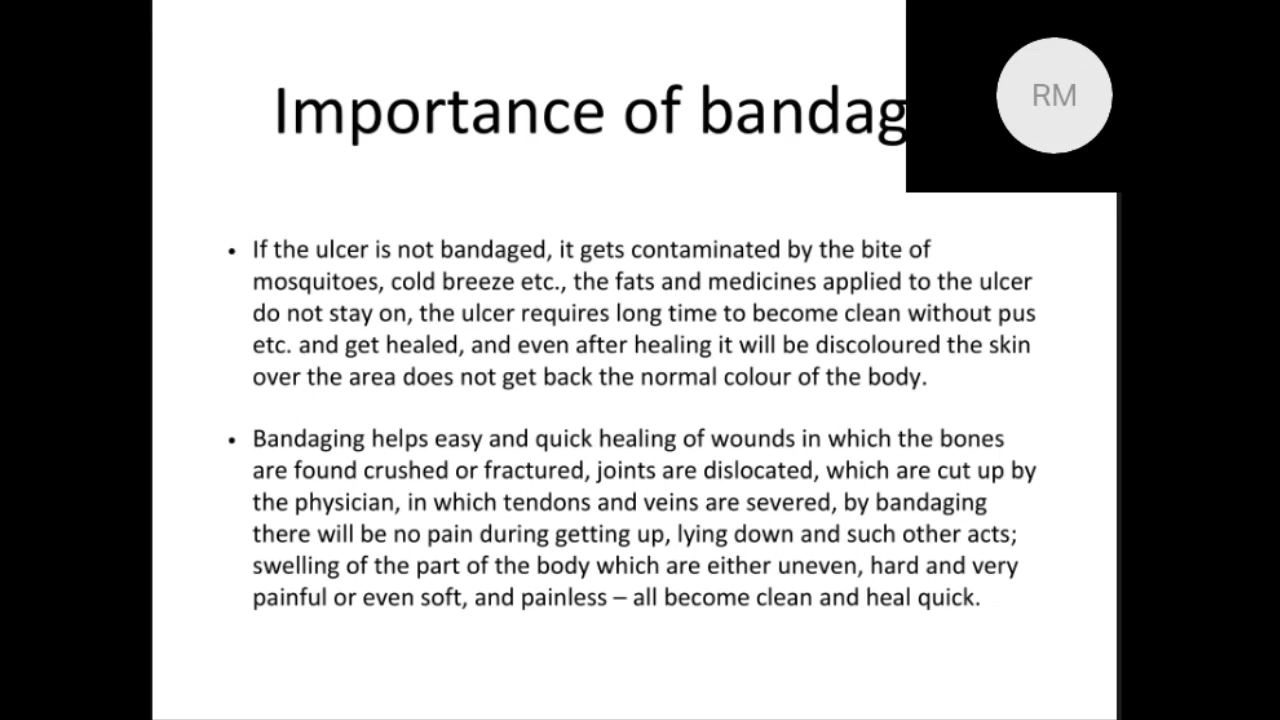 Importance of bandag
RM
• If the ulcer is not bandaged, it gets contaminated by the bite of
mosquitoes, cold breeze etc., the fats and medicines applied to the ulcer
do not stay on, the ulcer requires long time to become clean without pus
etc. and get healed, and even after healing it will be discoloured the skin
over the area does not get back the normal colour of the body.
• Bandaging helps easy and quick healing of wounds in which the bones
are found crushed or fractured, joints are dislocated, which are cut up by
the physician, in which tendons and veins are severed, by bandaging
there will be no pain during getting up, lying down and such other acts;
swelling of the part of the body which are either uneven, hard and very
painful or even soft, and painless – all become clean and heal quick.